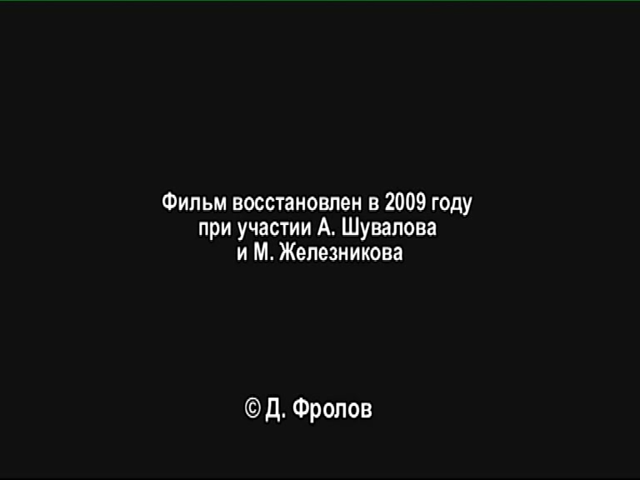 Фильм восстановлен в 2009 году
при участии А. Шувалова
и М. Железникова
© Д. Фролов